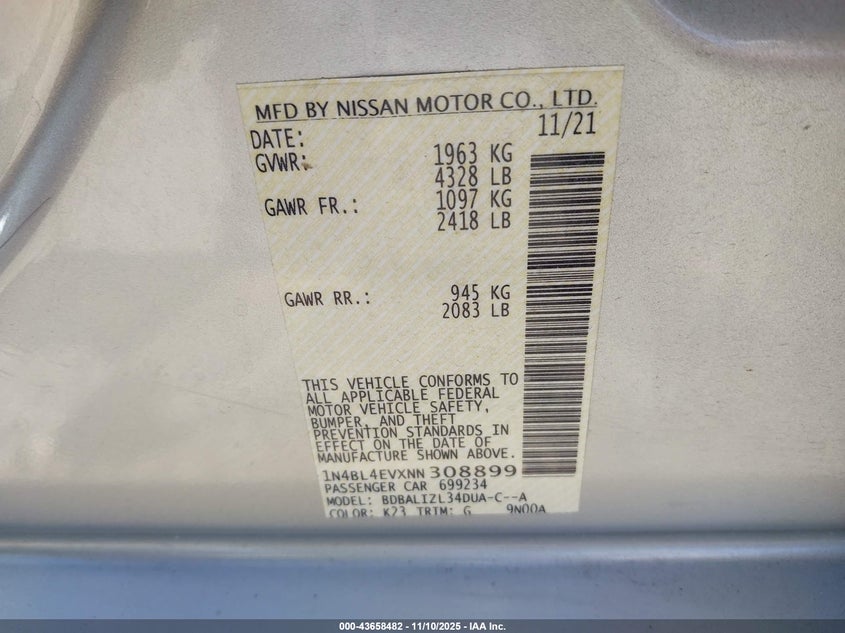 MFD BY NISSAN MOTOR CO., LTD.
DATE: 11/21
GVWR: 1963 KG
4328 LB
GAWR FR.: 1097 KG
2418 LB
GAWR RR.: 945 KG
2083 LB
THIS VEHICLE CONFORMS TO
ALL APPLICABLE FEDERAL
MOTOR VEHICLE SAFETY,
BUMPER, AND THEFT
PREVENTION STANDARDS IN
EFFECT ON THE DATE OF
MANUFACTURE SHOWN ABOVE.
1N4BL4EVXNN308899
PASSENGER CAR 699234
MODEL: BDBALIZL34DUA-C--A
COLOR: K23 TRIM: G 9N00A
000-43658482 - 11/10/2025 - IAA Inc.